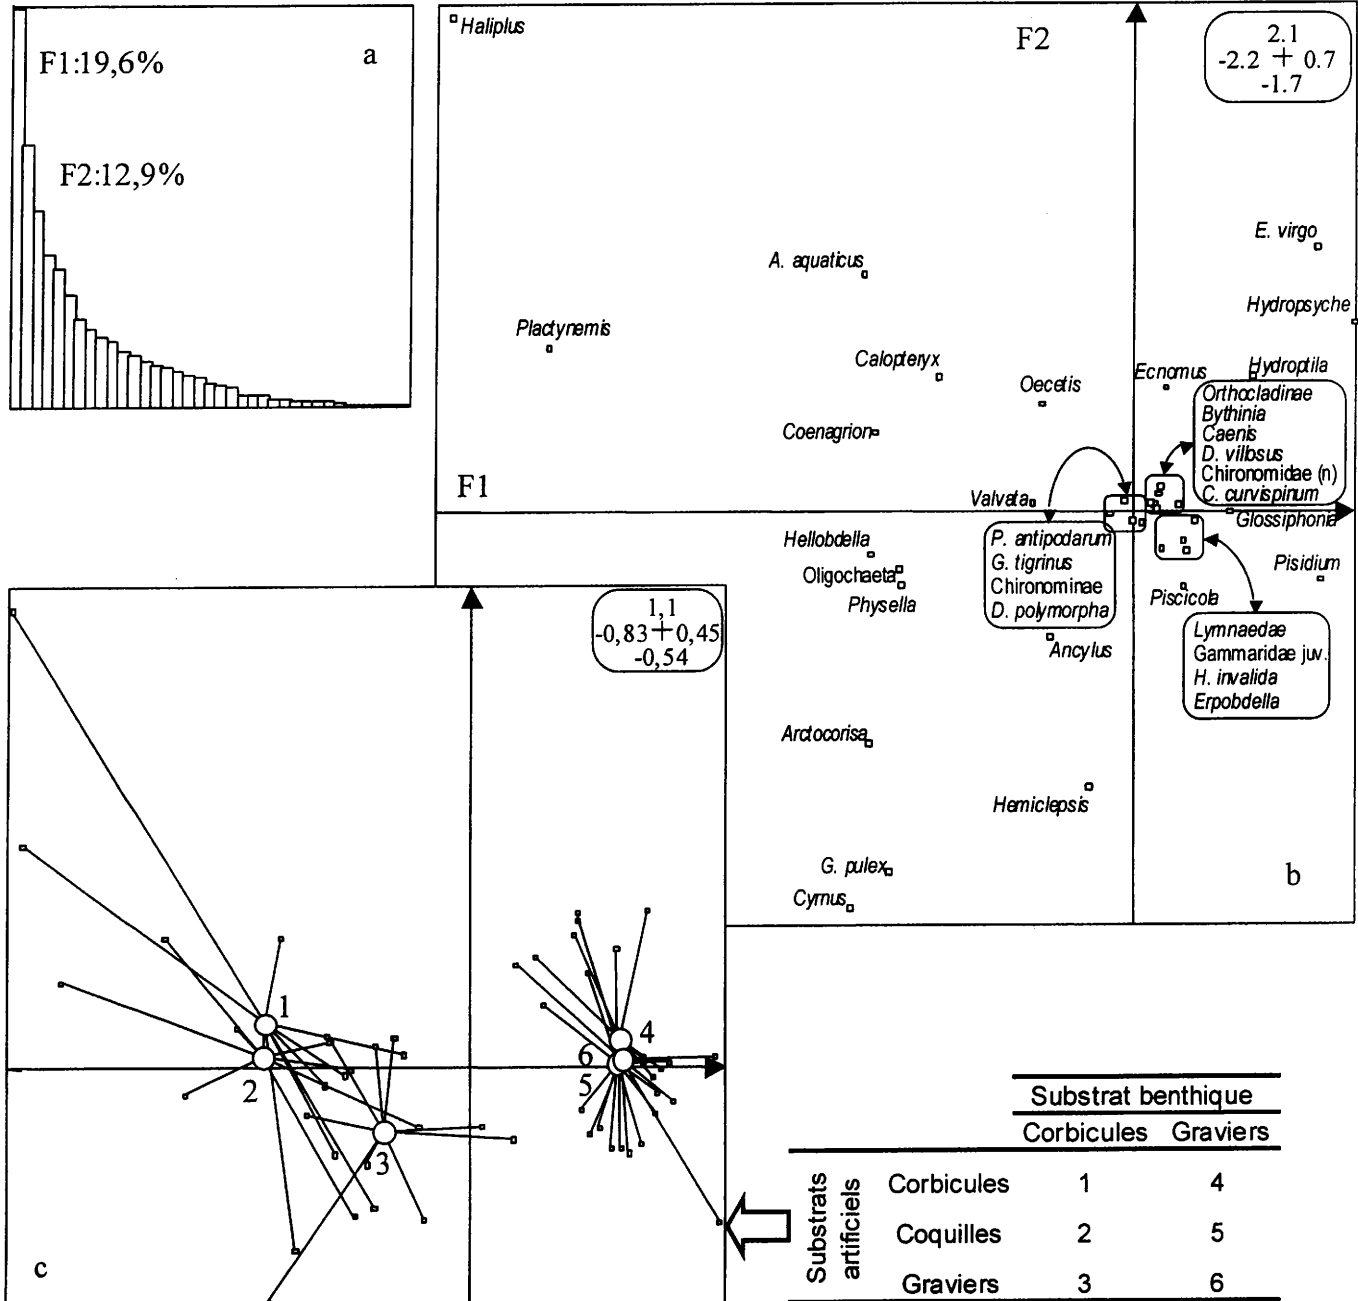 F1:19,6%
a
F2:12,9%
Haliplus
F2
2.1
-2.2 + 0.7
-1.7
E. virgo
A. aquaticus
Hydropsyche
Plactynemis
Calopteryx
Oecetis
Ecnomus
Hydroptila
Orthocladinae
Bythinia
Caenis
D. villosus
Chironomidae (n)
C. curvispinum
Coenagrion
F1
Valvata
Glossiphonia
Hellobdella
Oligochaeta
Physella
P. antipodarum
G. tigrinus
Chironominae
D. polymorpha
Pisidium
Piscicola
Ancylus
Lymnaedae
Gammaridae juv.
H. invalida
Erpobdella
Arctocorisa
Hemiclepsis
G. pulex
Cyrnus
b
1,1
-0,83+0,45
-0,54
1
2
3
4
6
5
c
Substrat benthique
Corbicules Graviers
Substrats artificiels
Corbicules 1 4
Coquilles 2 5
Graviers 3 6